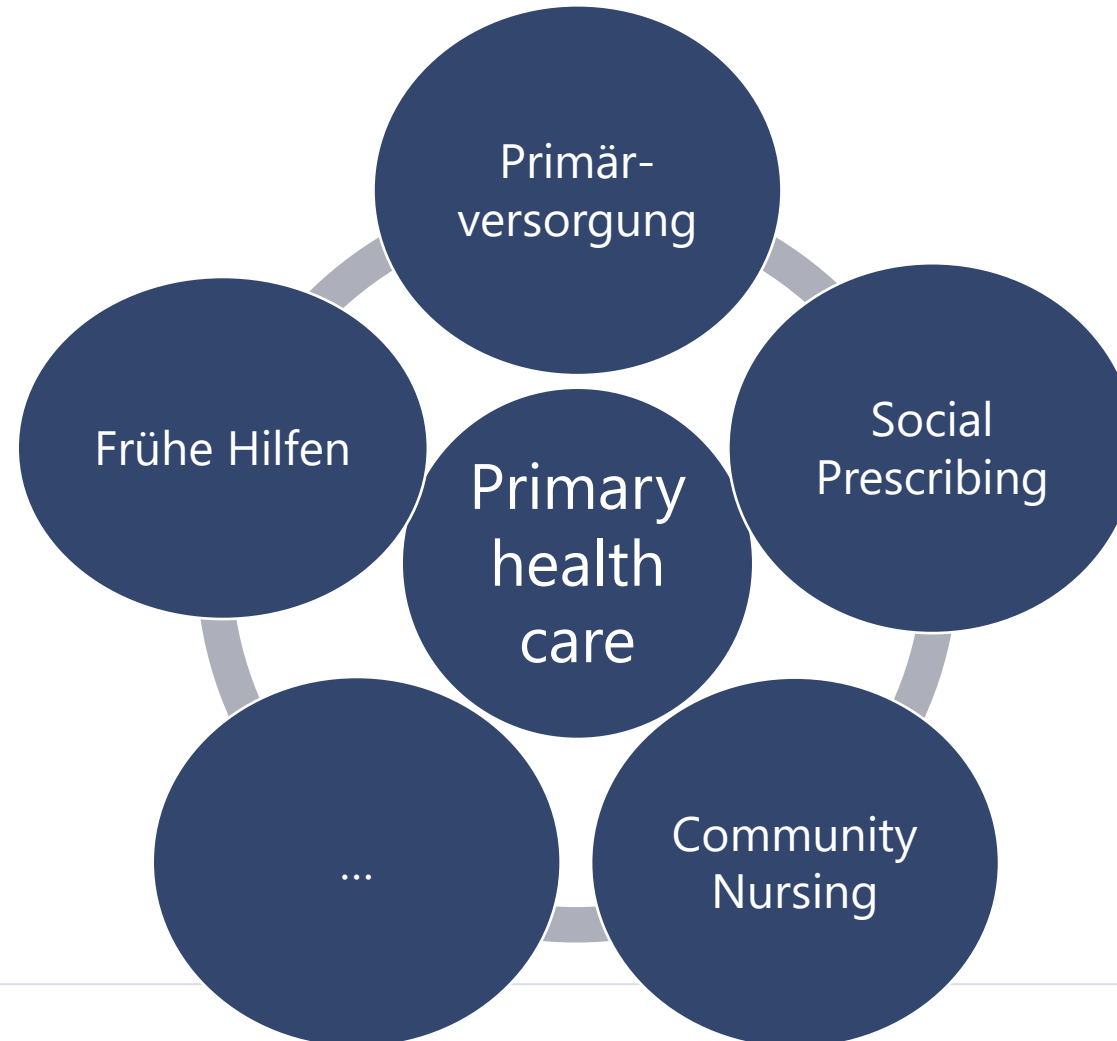 Primär-
versorgung
Social
Prescribing
Frühe Hilfen
Primary
health
care
Community
Nursing
...